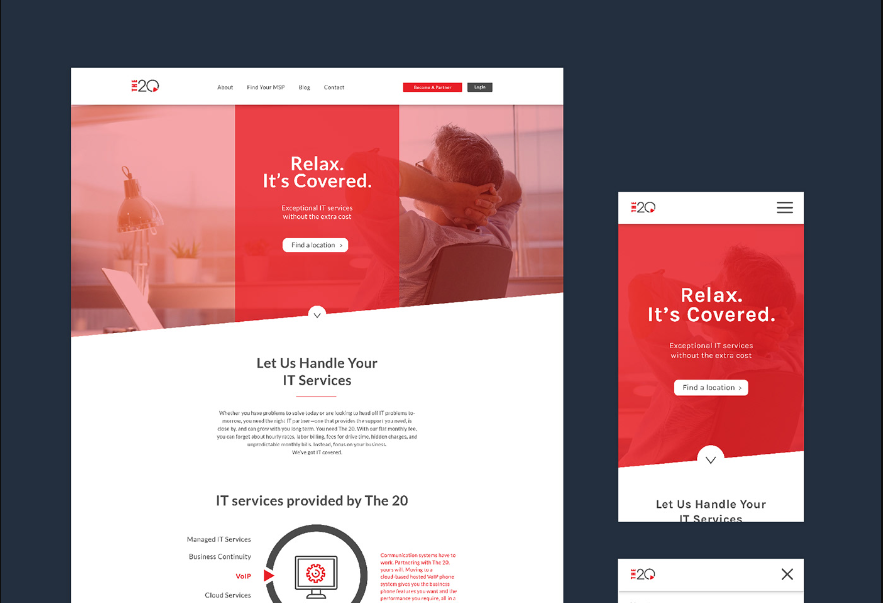 THE 20
About Find Your MSP Blog Contact
Become A Partner Login
Relax.
It's Covered.
Exceptional IT services
without the extra cost
Find a location >
Let Us Handle Your
IT Services
Whether you have problems to solve today or are looking to head off IT problems to-
morrow, you need the right IT partner—one that provides the support you need, is
close by, and can grow with you long term. You need The 20. With our flat monthly fee,
you can forget about hourly rates, labor billing, fees for drive time, hidden charges, and
unpredictable monthly bills. Instead, focus on your business.
We've got IT covered.
IT services provided by The 20
Managed IT Services
Business Continuity
VoIP
Cloud Services
Communication systems have to
work. Partnering with The 20,
yours will. Moving to a
cloud-based hosted VoIP phone
system gives you the business
phone features you want and the
performance you require, all in a
THE 20
Relax.
It's Covered.
Exceptional IT services
without the extra cost
Find a location >
Let Us Handle Your
IT Services
THE 20